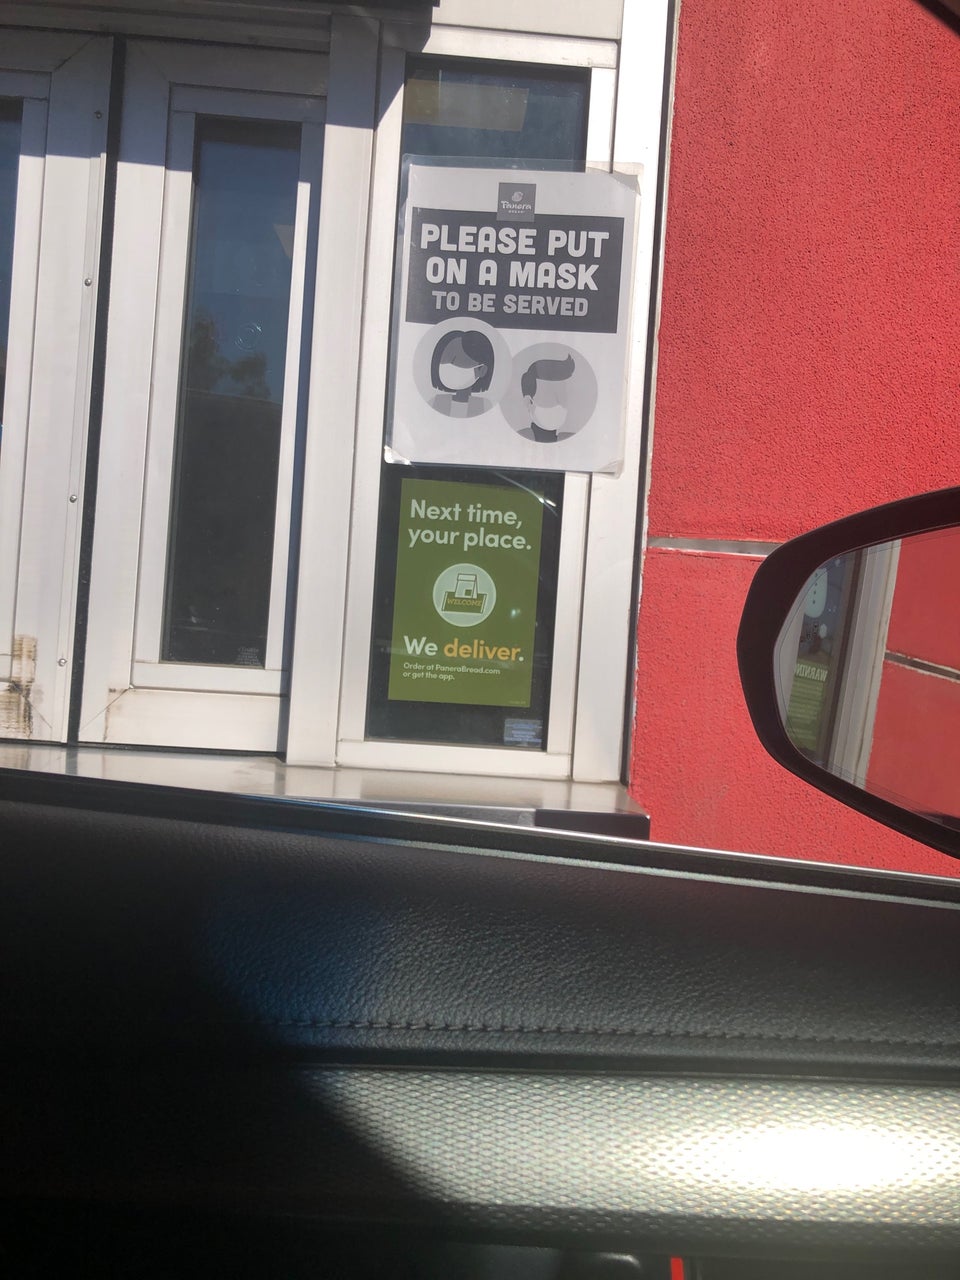 Panera
BREAD
PLEASE PUT
ON A MASK
TO BE SERVED
Next time,
your place.
WELCOME
We deliver.
Order at PaneraBread.com
or get the app.